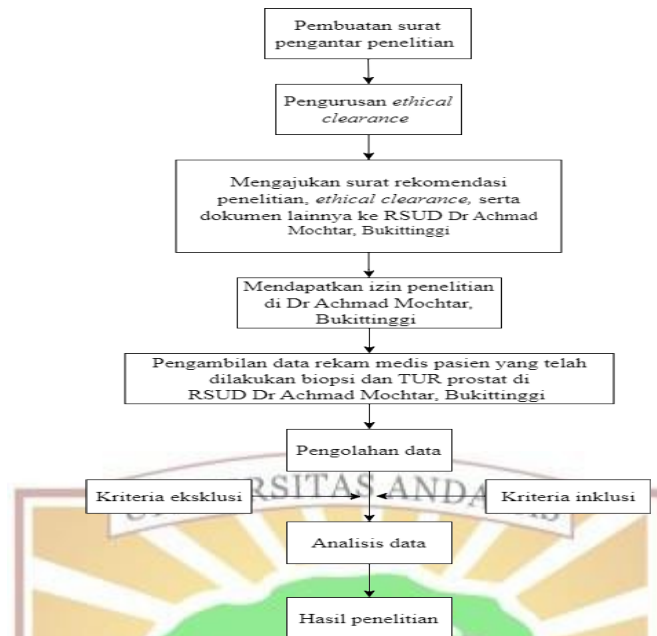 Pembuatan surat
pengantar penelitian
Pengurusan ethical
clearance
Mengajukan surat rekomendasi
penelitian, ethical clearance, serta
dokumen lainnya ke RSUD Dr Achmad
Mochtar, Bukittinggi
Mendapatkan izin penelitian
di Dr Achmad Mochtar,
Bukittinggi
Pengambilan data rekam medis pasien yang telah
dilakukan biopsi dan TUR prostat di
RSUD Dr Achmad Mochtar, Bukittinggi
Pengolahan data
RSITAS ANDA
Kriteria eksklusi
Kriteria inklusi
Analisis data
Hasil penelitian